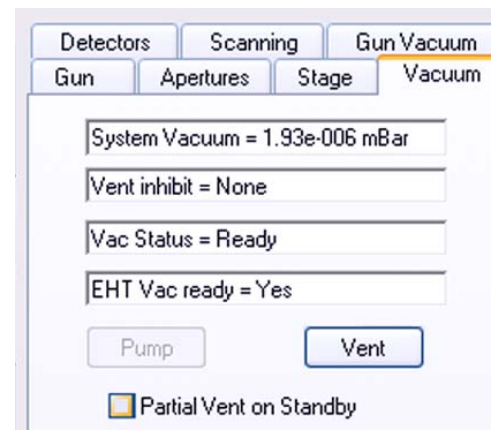 Detectors Scanning Gun Vacuum
Gun Apertures Stage Vacuum
System Vacuum = 1.93e-006 mBar
Vent inhibit = None
Vac Status = Ready
EHT Vac ready = Yes
Pump Vent
Partial Vent on Standby